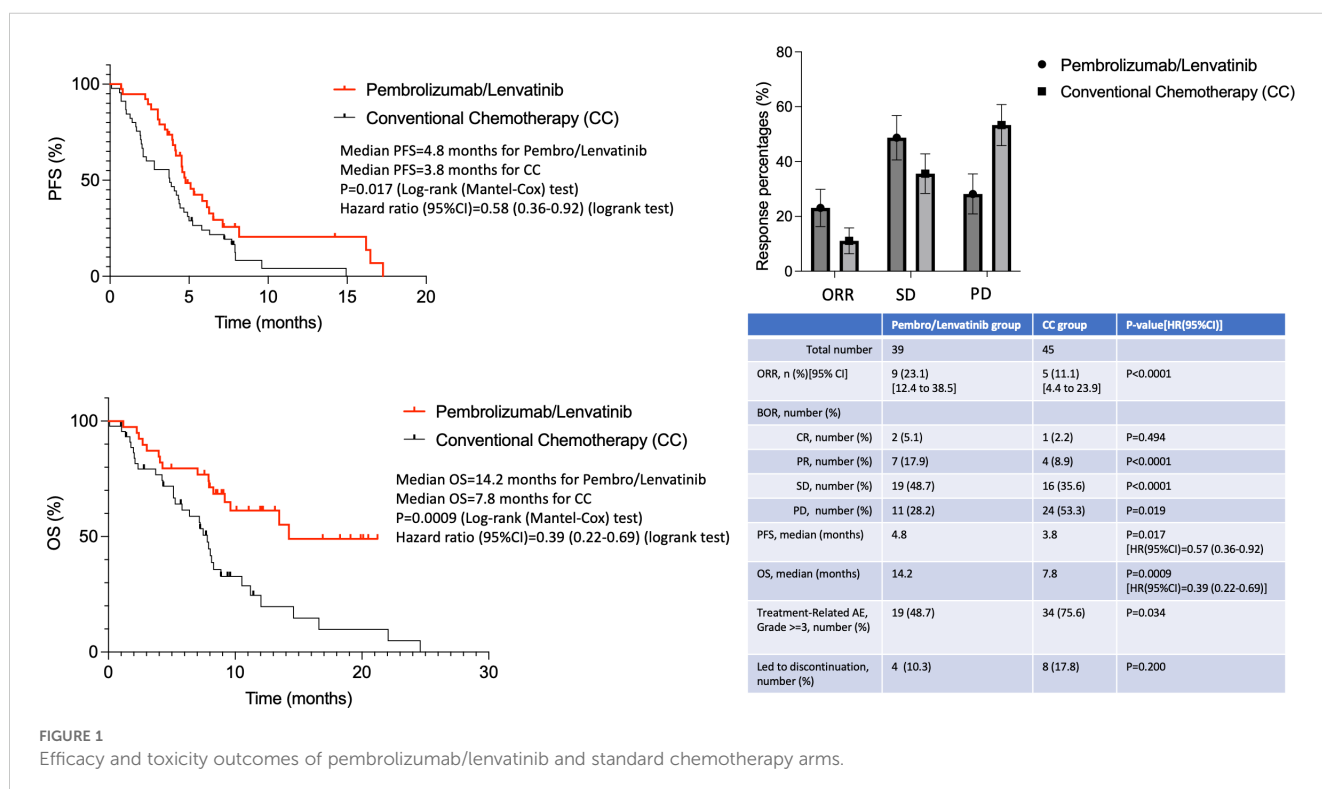 PFS (%)
100
50
0
0 5 10 15 20
Time (months)
Pembrolizumab/Lenvatinib
Conventional Chemotherapy (CC)
Median PFS=4.8 months for Pembro/Lenvatinib
Median PFS=3.8 months for CC
P=0.017 (Log-rank (Mantel-Cox) test)
Hazard ratio (95%CI)=0.58 (0.36-0.92) (logrank test)
OS (%)
100
50
0
0 10 20 30
Time (months)
Pembrolizumab/Lenvatinib
Conventional Chemotherapy (CC)
Median OS=14.2 months for Pembro/Lenvatinib
Median OS=7.8 months for CC
P=0.0009 (Log-rank (Mantel-Cox) test)
Hazard ratio (95%CI)=0.39 (0.22-0.69) (logrank test)
Response percentages (%)
80
60
40
20
0
ORR SD PD
Pembrolizumab/Lenvatinib
Conventional Chemotherapy (CC)
Pembro/Lenvatinib group CC group P-value[HR(95%CI)]
Total number 39 45
ORR, n (%)[95% CI] 9 (23.1) 5 (11.1) P<0.0001
[12.4 to 38.5] [4.4 to 23.9]
BOR, number (%)
CR, number (%) 2 (5.1) 1 (2.2) P=0.494
PR, number (%) 7 (17.9) 4 (8.9) P<0.0001
SD, number (%) 19 (48.7) 16 (35.6) P<0.0001
PD, number (%) 11 (28.2) 24 (53.3) P=0.019
PFS, median (months) 4.8 3.8 P=0.017
[HR(95%CI)=0.57 (0.36-0.92)
OS, median (months) 14.2 7.8 P=0.0009
[HR(95%CI)=0.39 (0.22-0.69)]
Treatment-Related AE, 19 (48.7) 34 (75.6) P=0.034
Grade >=3, number (%)
Led to discontinuation, 4 (10.3) 8 (17.8) P=0.200
number (%)
FIGURE 1
Efficacy and toxicity outcomes of pembrolizumab/lenvatinib and standard chemotherapy arms.